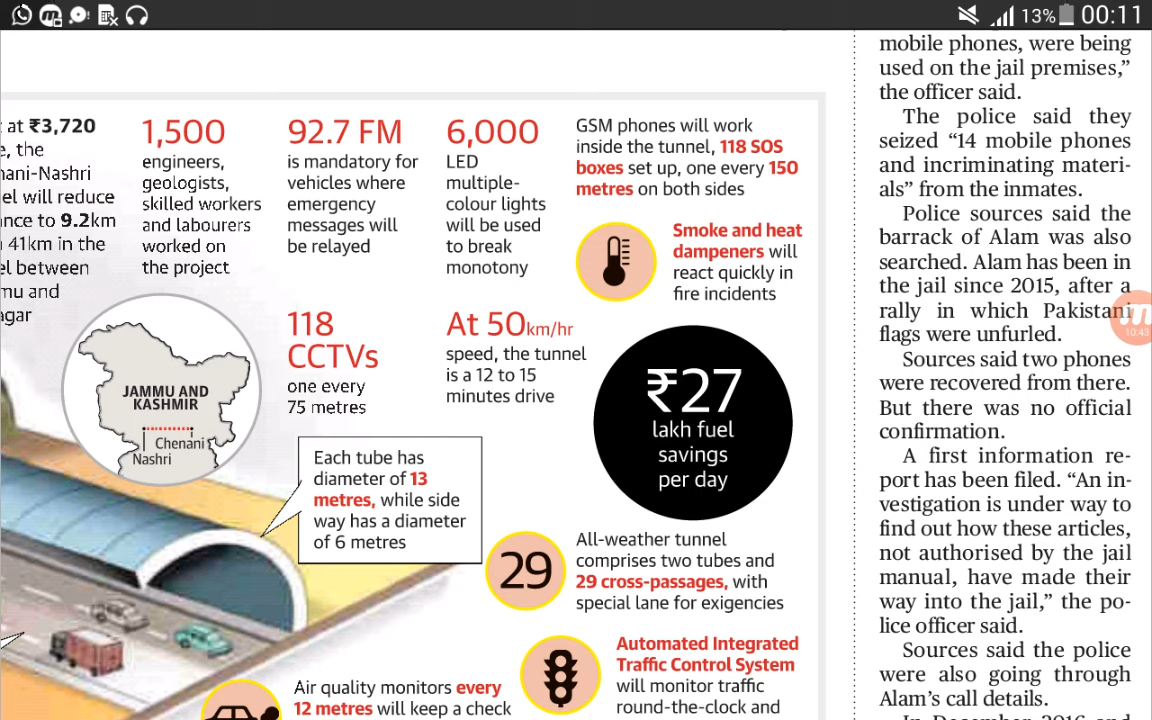 13% 00:11
at ₹3,720
e, the
nani-Nashri
el will reduce
nce to 9.2km
41km in the
el between
mu and
agar
1,500
engineers,
geologists,
skilled workers
and labourers
worked on
the project
92.7 FM
is mandatory for
vehicles where
emergency
messages will
be relayed
6,000
LED
multiple-
colour lights
will be used
to break
monotony
GSM phones will work
inside the tunnel, 118 SOS
boxes set up, one every 150
metres on both sides
Smoke and heat
dampeners will
react quickly in
fire incidents
JAMMU AND
KASHMIR
Chenani
Nashri
118
CCTVs
one every
75 metres
At 50km/hr
speed, the tunnel
is a 12 to 15
minutes drive
₹27
lakh fuel
savings
per day
Each tube has
diameter of 13
metres, while side
way has a diameter
of 6 metres
29
All-weather tunnel
comprises two tubes and
29 cross-passages, with
special lane for exigencies
Automated Integrated
Traffic Control System
will monitor traffic
round-the-clock and
Air quality monitors every
12 metres will keep a check
mobile phones, were being
used on the jail premises,”
the officer said.
The police said they
seized “14 mobile phones
and incriminating materi-
als” from the inmates.
Police sources said the
barrack of Alam was also
searched. Alam has been in
the jail since 2015, after a
rally in which Pakistani
flags were unfurled.
Sources said two phones
were recovered from there.
But there was no official
confirmation.
A first information re-
port has been filed. “An in-
vestigation is under way to
find out how these articles,
not authorised by the jail
manual, have made their
way into the jail,” the po-
lice officer said.
Sources said the police
were also going through
Alam’s call details.
In December 2016 and
10:43